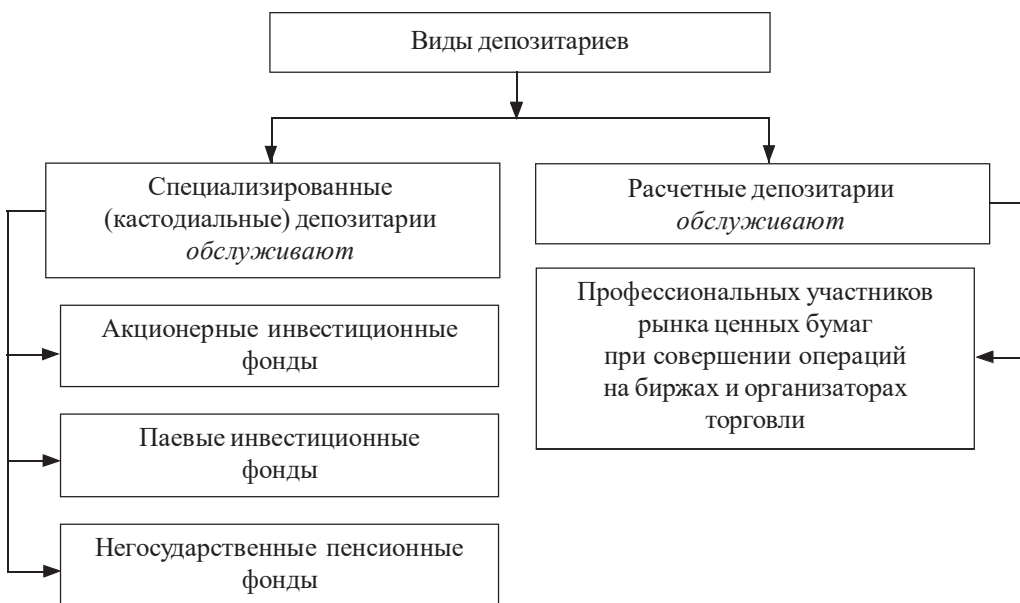 Виды депозитариев
Специализированные
(кастодиальные) депозитарии
обслуживают
Акционерные инвестиционные
фонды
Паевые инвестиционные
фонды
Негосударственные пенсионные
фонды
Расчетные депозитарии
обслуживают
Профессиональных участников
рынка ценных бумаг
при совершении операций
на биржах и организаторах
торговли